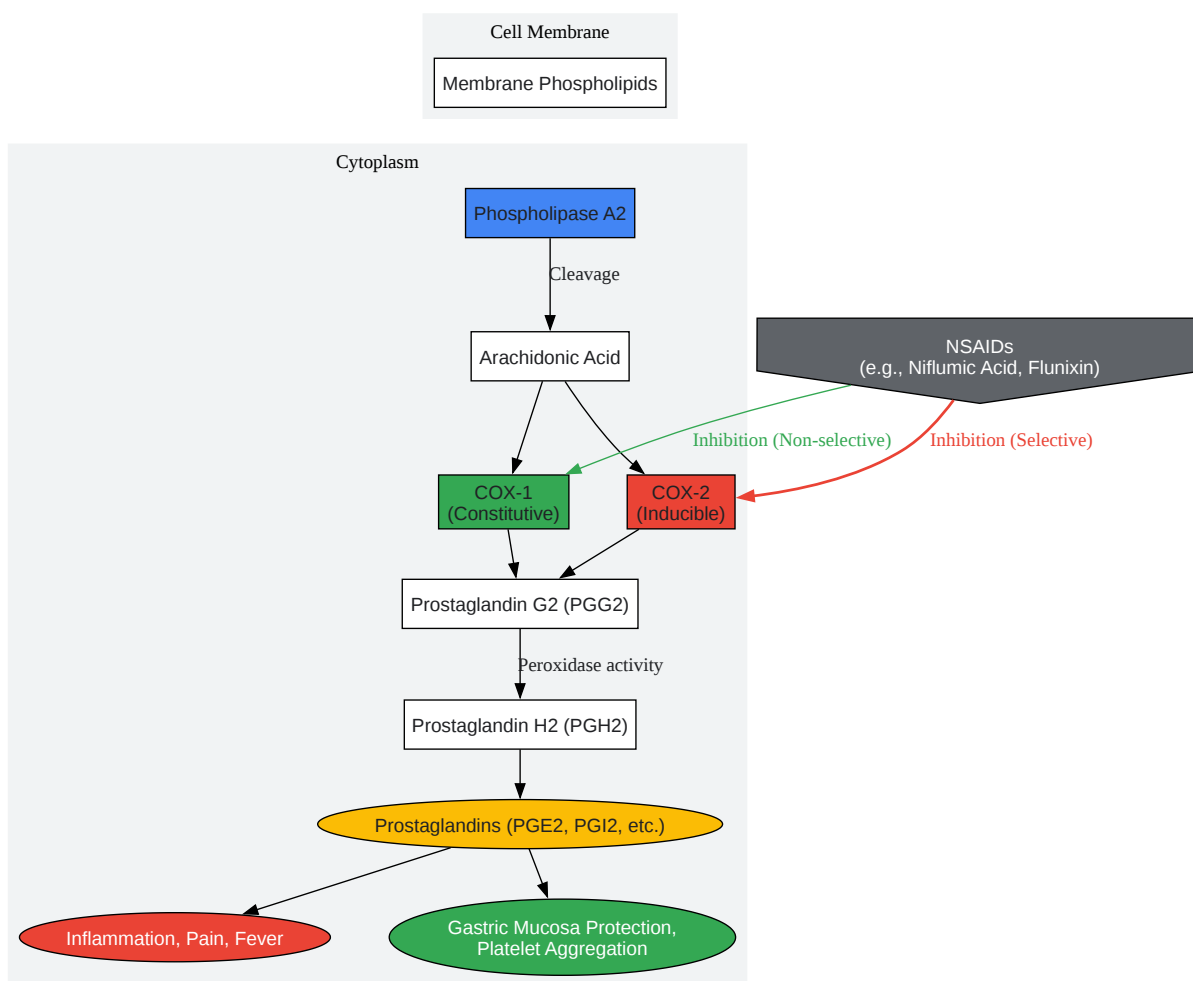 Cell Membrane
Membrane Phospholipids
Cytoplasm
Phospholipase A2
Cleavage
Arachidonic Acid
NSAIDs
(e.g., Niflumic Acid, Flunixin)
Inhibition (Non-selective)
Inhibition (Selective)
COX-1
(Constitutive)
COX-2
(Inducible)
Prostaglandin G2 (PGG2)
Peroxidase activity
Prostaglandin H2 (PGH2)
Prostaglandins (PGE2, PGI2, etc.)
Inflammation, Pain, Fever
Gastric Mucosa Protection,
Platelet Aggregation